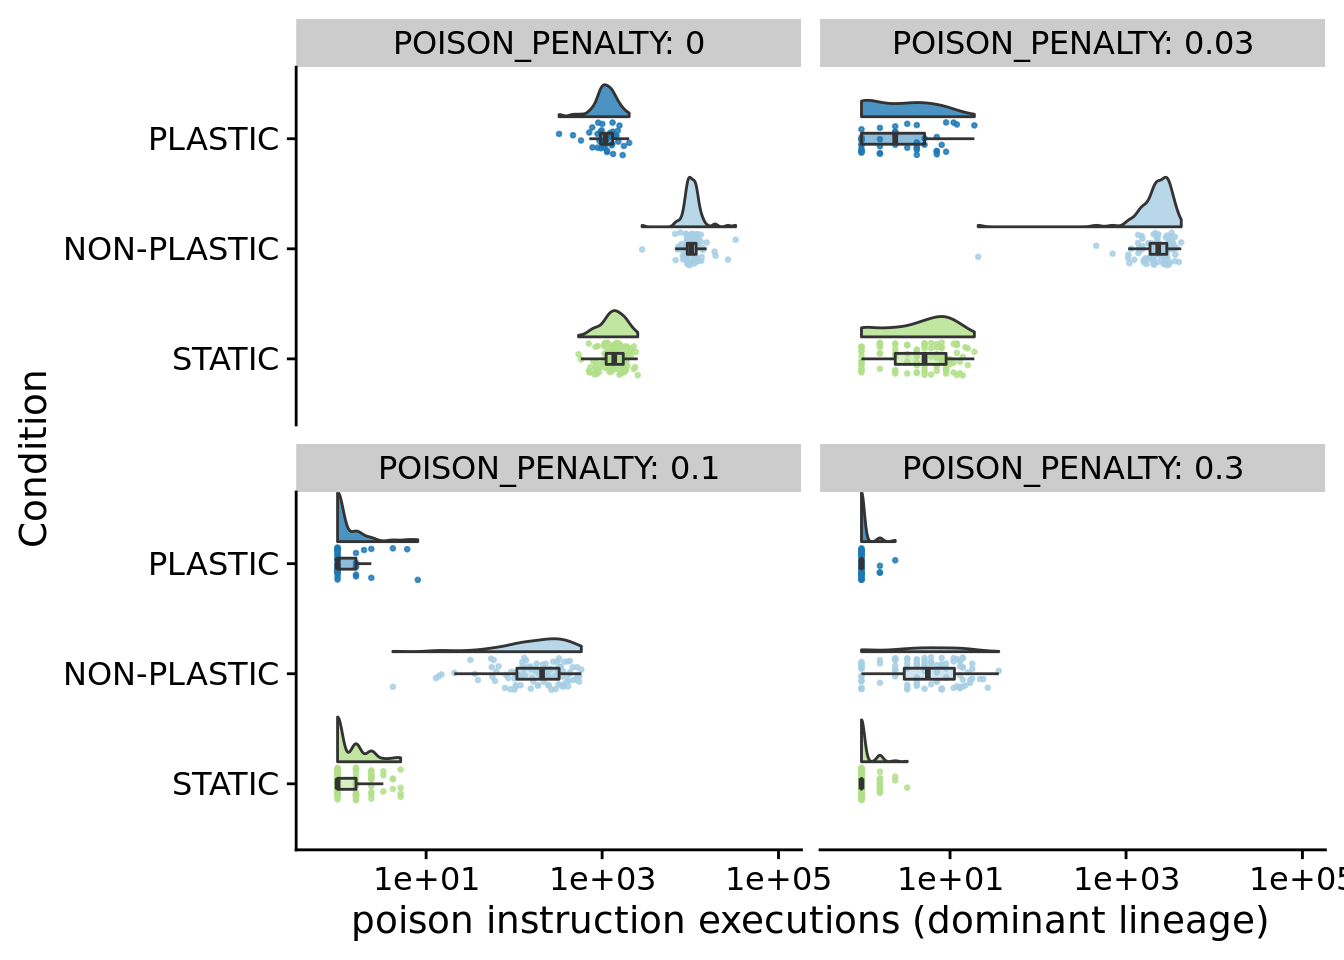 POISON_PENALTY: 0
POISON_PENALTY: 0.03
PLASTIC
NON-PLASTIC
STATIC
Condition
POISON_PENALTY: 0.1
POISON_PENALTY: 0.3
PLASTIC
NON-PLASTIC
STATIC
1e+01 1e+03 1e+05 1e+01 1e+03 1e+05
poison instruction executions (dominant lineage)